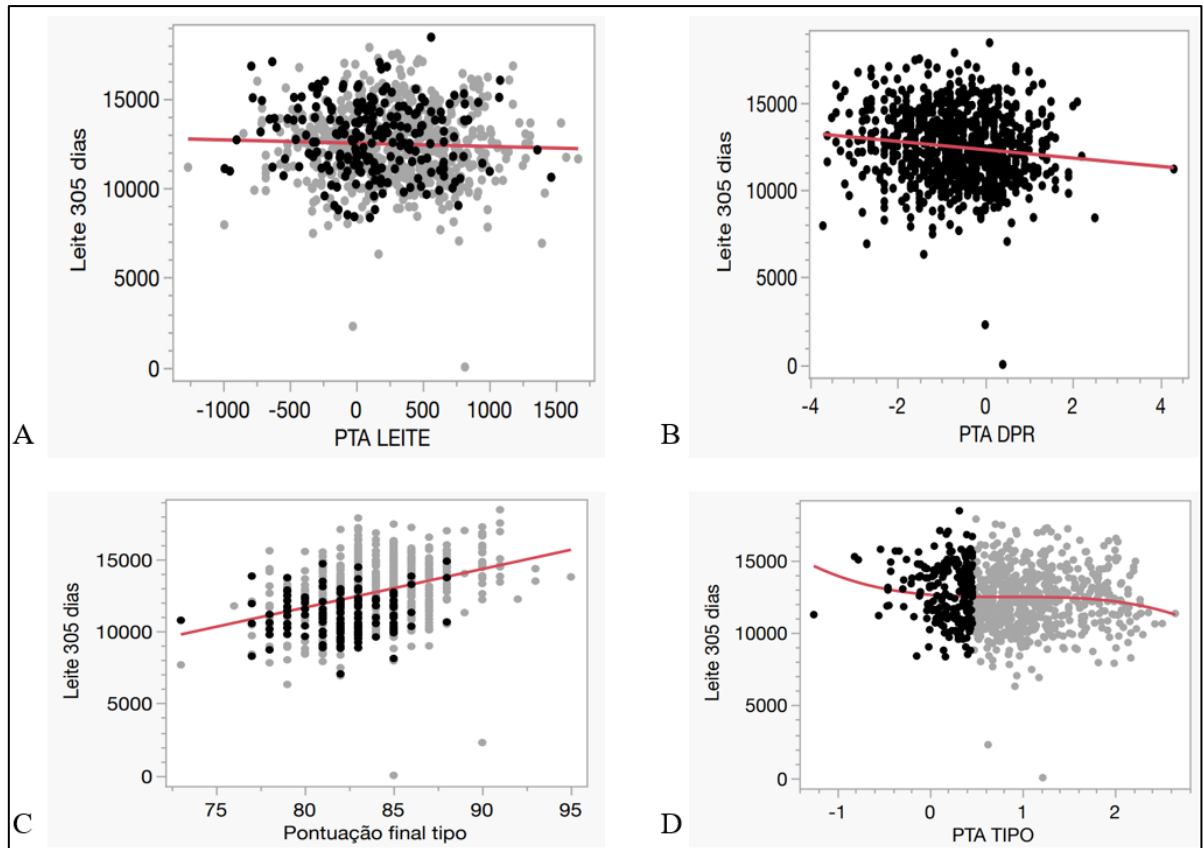 Leite 305 dias
15000
10000
5000
0
-1000 -500 0 500 1000 1500
PTA LEITE
A
Leite 305 dias
15000
10000
5000
0
-4 -2 0 2 4
PTA DPR
B
Leite 305 dias
15000
10000
5000
0
75 80 85 90 95
Pontuação final tipo
C
Leite 305 dias
15000
10000
5000
0
-1 0 1 2
PTA TIPO
D